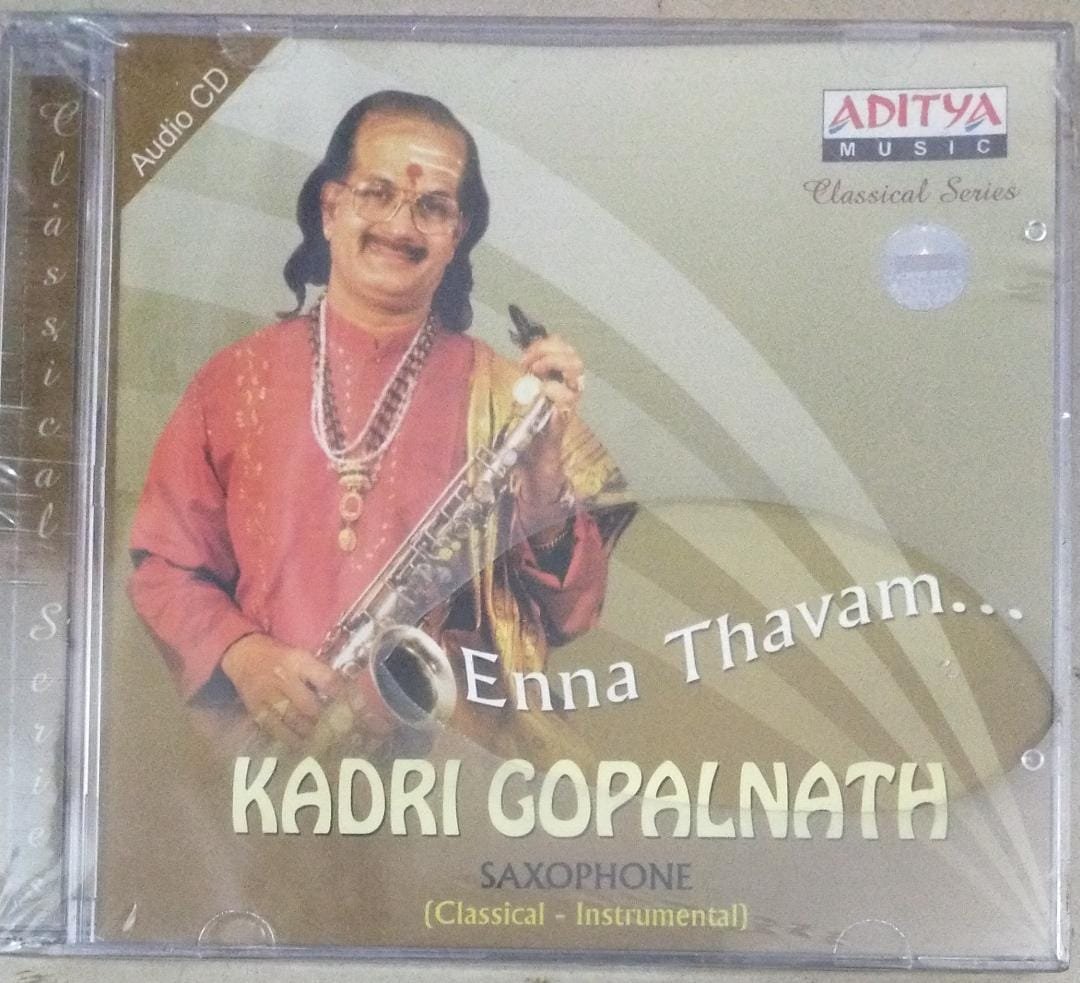 Classical Series
Audio CD
ADITYA
MUSIC
Classical Series
Enna Thavam...
KADRI GOPALNATH
SAXOPHONE
(Classical - Instrumental)